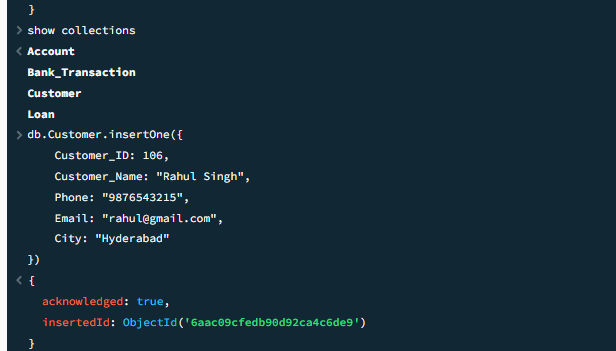 }
> show collections
< Account
Bank_Transaction
Customer
Loan
> db.Customer.insertOne({
Customer_ID: 106,
Customer_Name: "Rahul Singh",
Phone: "9876543215",
Email: "rahul@gmail.com",
City: "Hyderabad"
})
< {
acknowledged: true,
insertedId: ObjectId('6aac09cfedb90d92ca4c6de9')
}